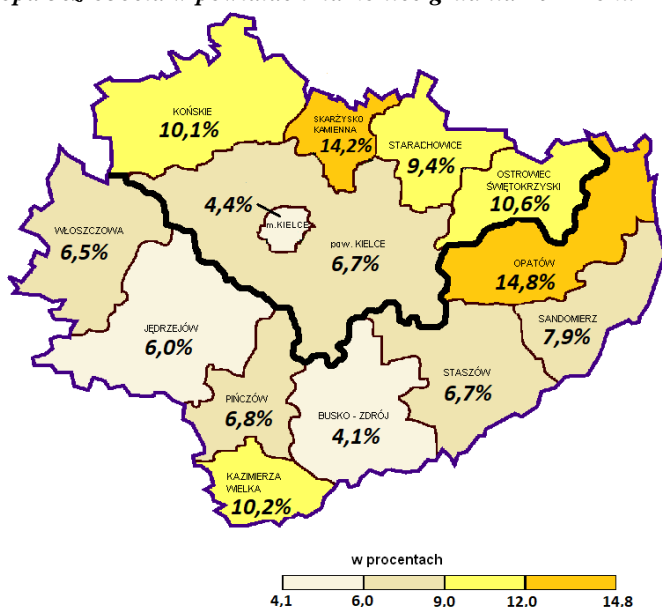 KOŃSKIE
10,1%
SKARŻYSKO
KAMIENNA
14,2%
STARACHOWICE
9,4%
OSTROWIEC
ŚWIĘTOKRZYSKI
10,6%
4,4%
m.KIELCE
WŁOSZCZOWA
6,5%
pow. KIELCE
6,7%
OPATÓW
14,8%
SANDOMIERZ
7,9%
JĘDRZEJÓW
6,0%
STASZÓW
6,7%
PIŃCZÓW
6,8%
BUSKO - ZDRÓJ
4,1%
KAZIMIERZA
WIELKA
10,2%
w procentach
4,1 6,0 9.0 12.0 14.8